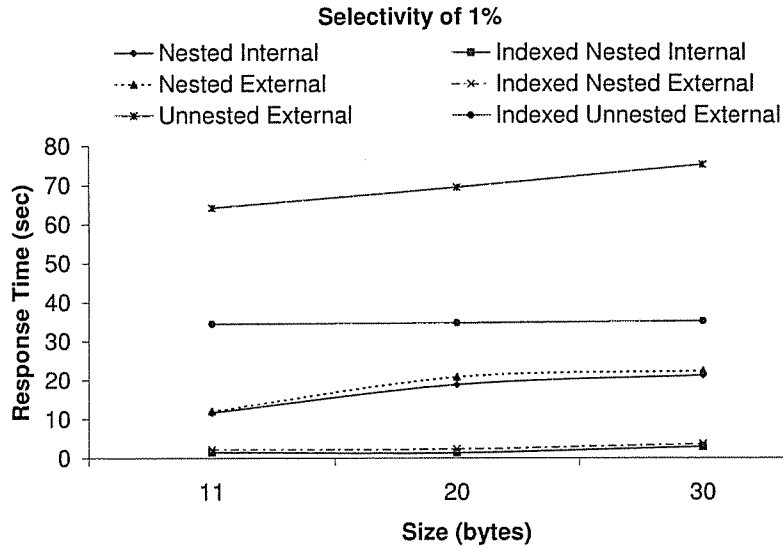 Selectivity of 1%
Nested Internal
Indexed Nested Internal
Nested External
Indexed Nested External
Unnested External
Indexed Unnested External
Response Time (sec)
80
70
60
50
40
30
20
10
0
11
20
30
Size (bytes)